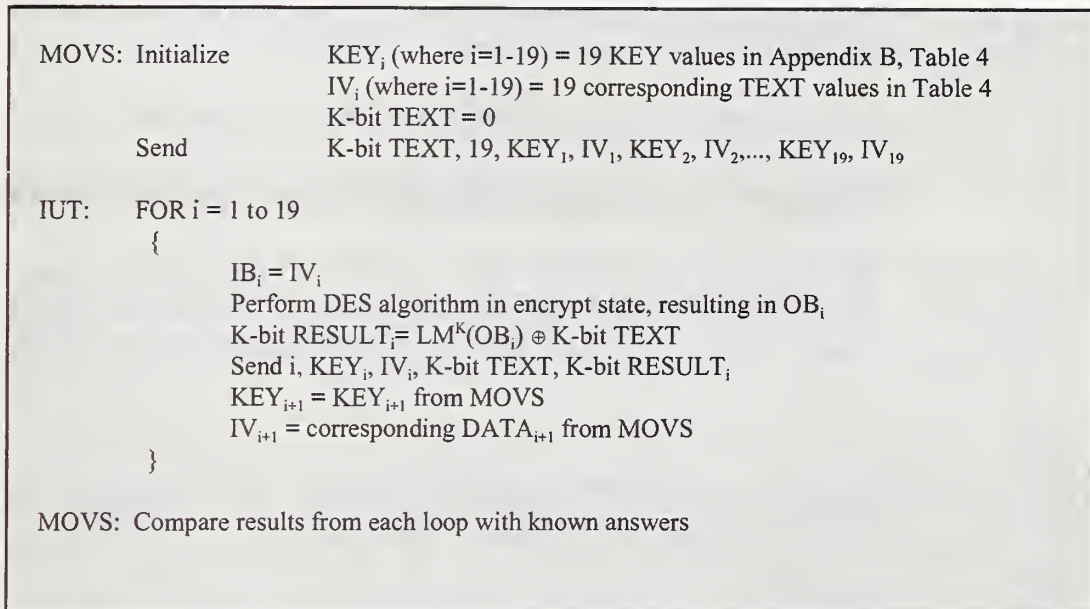 MOVS: Initialize KEYᵢ (where i=1-19) = 19 KEY values in Appendix B, Table 4
IVᵢ (where i=1-19) = 19 corresponding TEXT values in Table 4
K-bit TEXT = 0
Send K-bit TEXT, 19, KEY₁, IV₁, KEY₂, IV₂,..., KEY₁₉, IV₁₉
IUT: FOR i = 1 to 19
{
IBᵢ = IVᵢ
Perform DES algorithm in encrypt state, resulting in OBᵢ
K-bit RESULTᵢ= LMᴷ(OBᵢ) ⊕ K-bit TEXT
Send i, KEYᵢ, IVᵢ, K-bit TEXT, K-bit RESULTᵢ
KEYᵢ₊₁ = KEYᵢ₊₁ from MOVS
IVᵢ₊₁ = corresponding DATAᵢ₊₁ from MOVS
}
MOVS: Compare results from each loop with known answers